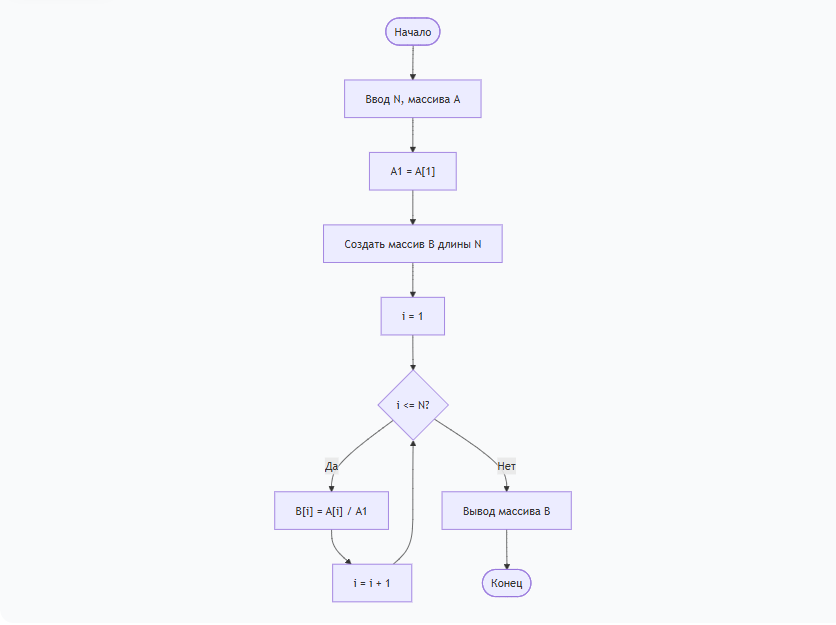 Начало
Ввод N, массива A
A1 = A[1]
Создать массив B длины N
i = 1
i <= N?
Да
Нет
B[i] = A[i] / A1
Вывод массива B
i = i + 1
Конец